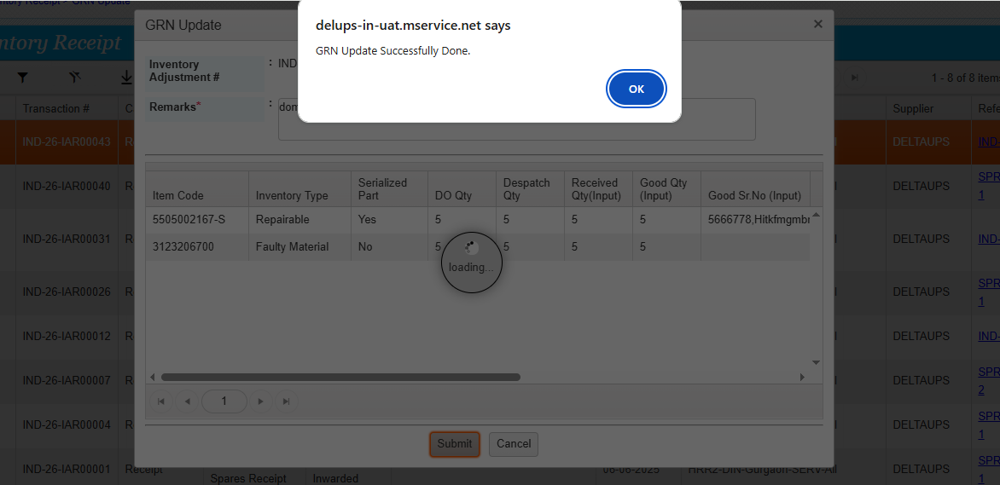 ntory Receipt > GRN Update
delups-in-uat.mservice.net says
GRN Update Successfully Done.
OK
GRN Update
ntory Receipt
Inventory Adjustment # : IND
Remarks* :
1 - 8 of 8 items
Transaction # Supplier Refe
IND-26-IAR00043 R DELTAUPS IND-
IND-26-IAR00040 R DELTAUPS SPR
1
IND-26-IAR00031 R DELTAUPS IND-
IND-26-IAR00026 R DELTAUPS SPR
1
IND-26-IAR00012 R DELTAUPS IND-
IND-26-IAR00007 R DELTAUPS SPR
2
IND-26-IAR00004 R DELTAUPS SPR
1
IND-26-IAR00001 Receipt Spares Receipt Inwarded 06-06-2025 HRR2-DIN-Gurgaon-SERV-All DELTAUPS SPR
1
Item Code Inventory Type Serialized Part DO Qty Despatch Qty Received Qty(Input) Good Qty (Input) Good Sr.No (Input)
5505002167-S Repairable Yes 5 5 5 5 5666778,Hitkfmgmbr
3123206700 Faulty Material No 5 5 5 5
loading...
1
Submit Cancel